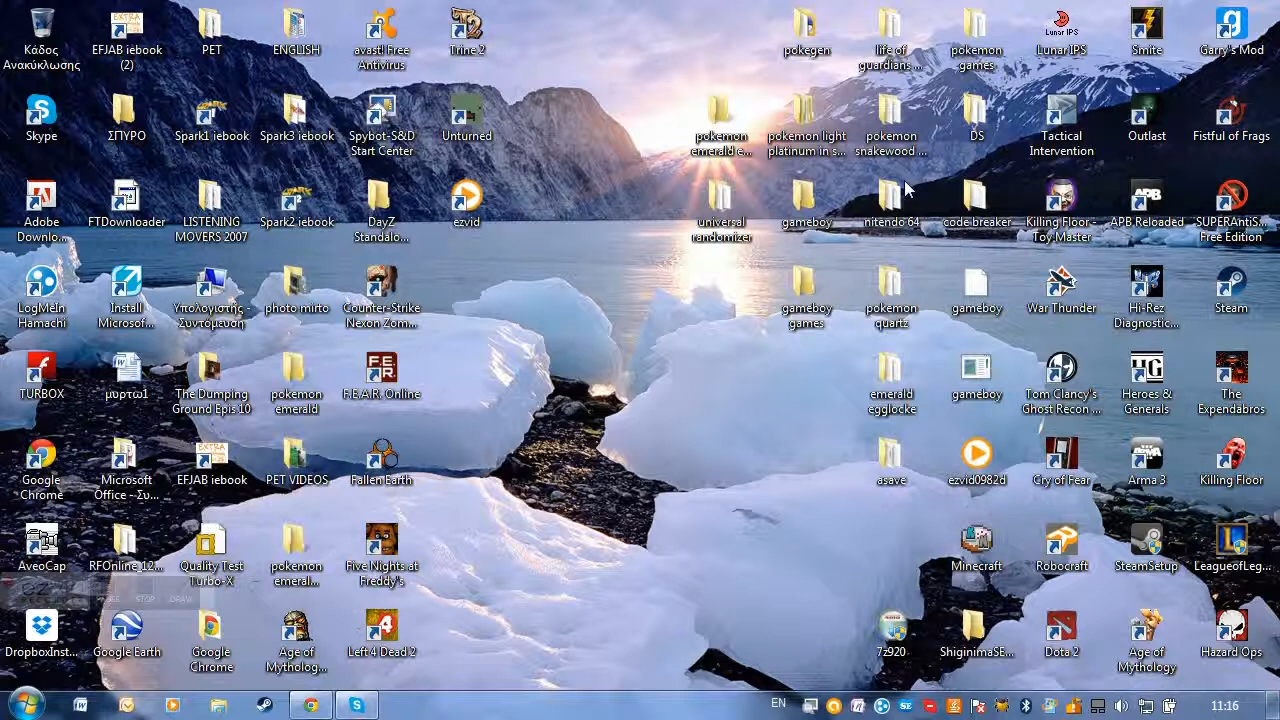 Κάδος
Ανακύκλωσης
EFJAB iebook
(2)
PET
ENGLISH
avast! Free
Antivirus
Trine 2
pokegen
life of
guardians ...
pokemon
games
Lunar IPS
Lunar IPS
Smite
Garry's Mod
Skype
ΣΠΥΡΟ
Spark1 iebook
Spark3 iebook
Spybot-S&D
Start Center
Unturned
pokemon
emerald e...
pokemon light
platinum in s...
pokemon
snakewood ...
DS
Tactical
Intervention
Outlast
Fistful of Frags
Adobe
Downlo...
FTDownloader
LISTENING
MOVERS 2007
Spark2 iebook
DayZ
Standalo...
ezvid
universal
randomizer
gameboy
nitendo 64
code breaker
Killing Floor -
Toy Master
APB Reloaded
SUPERAntiS...
Free Edition
LogMeIn
Hamachi
Install
Microsof...
Υπολογιστής -
Συντόμευση
photo mirto
Counter-Strike
Nexon Zom...
gameboy
games
pokemon
quartz
gameboy
War Thunder
Hi-Rez
Diagnostic...
Steam
TURBOX
μυρτω1
The Dumping
Ground Epis 10
pokemon
emerald
F.E.A.R. Online
emerald
egglocke
gameboy
Tom Clancy's
Ghost Recon ...
Heroes &
Generals
The
Expendabros
Google
Chrome
Microsoft
Office - Συ...
EFJAB iebook
PET VIDEOS
Fallen Earth
asave
ezvid0982d
Cry of Fear
Arma 3
Killing Floor
AveoCap
RFOnline_12...
Quality Test
Turbo-X
pokemon
emeral...
Five Nights at
Freddy's
Minecraft
Robocraft
SteamSetup
LeagueofLeg...
STOP
DRAW
DropboxInst...
Google Earth
Google
Chrome
Age of
Mytholog...
Left 4 Dead 2
7z920
ShiginimaSE...
Dota 2
Age of
Mythology
Hazard Ops
EN
11:16